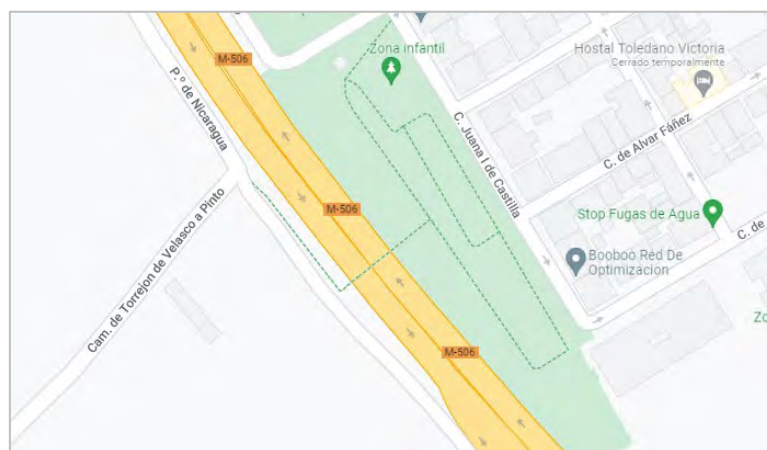 Zona infantil
M-506
P.º de Nicaragua
Hostal Toledano Victoria
Cerrado temporalmente
C. Juana I de Castilla
C. de Alvar Fáñez
M-506
Stop Fugas de Agua
C. de
Booboo Red De
Optimizacion
Cam. de Torrejon de Velasco a Pinto
Zo
M-506